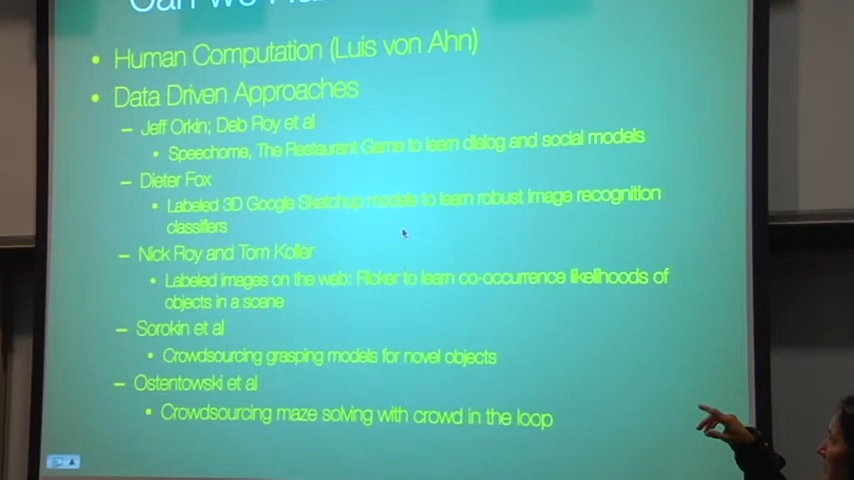 Can we
• Human Computation (Luis von Ahn)
• Data Driven Approaches
– Jeff Orkin; Deb Roy et al
• Speechome, The Restaurant Game to learn dialog and social models
– Dieter Fox
• Labeled 3D Google Sketchup models to learn robust image recognition
classifiers
– Nick Roy and Tom Koller
• Labeled images on the web: Flicker to learn co-occurrence likelihoods of
objects in a scene
– Sorokin et al
• Crowdsourcing grasping models for novel objects
– Ostentowski et al
• Crowdsourcing maze solving with crowd in the loop